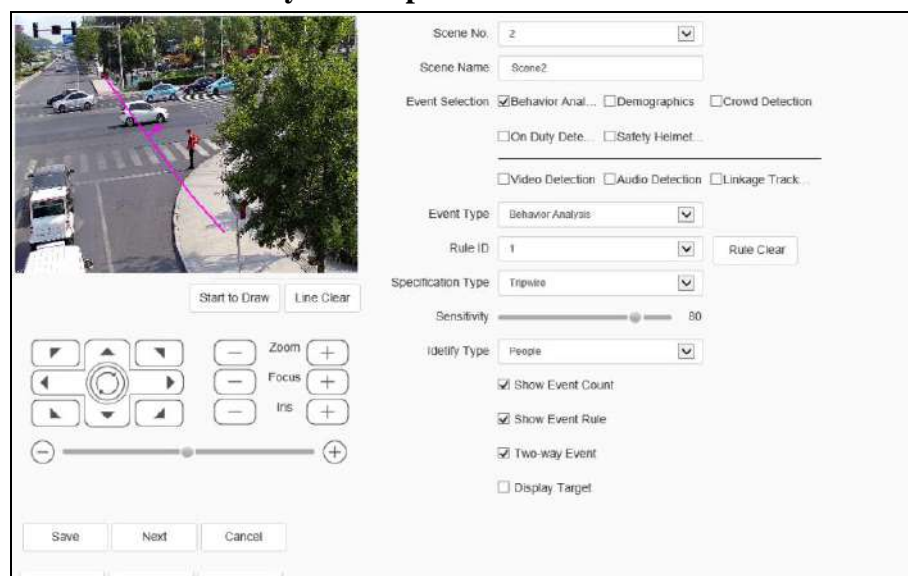 Scene No. 2
Scene Name Scene2
Event Selection Behavior Anal... Demographics Crowd Detection
On Duty Dete... Safety Helmet...
Video Detection Audio Detection Linkage Track...
Event Type Behavior Analysis
Rule ID 1 Rule Clear
Specification Type Tripwire
Start to Draw Line Clear
Sensitivity 80
Idetify Type People
Zoom
Focus
Iris
Show Event Count
Show Event Rule
Two-way Event
Display Target
Save Next Cancel